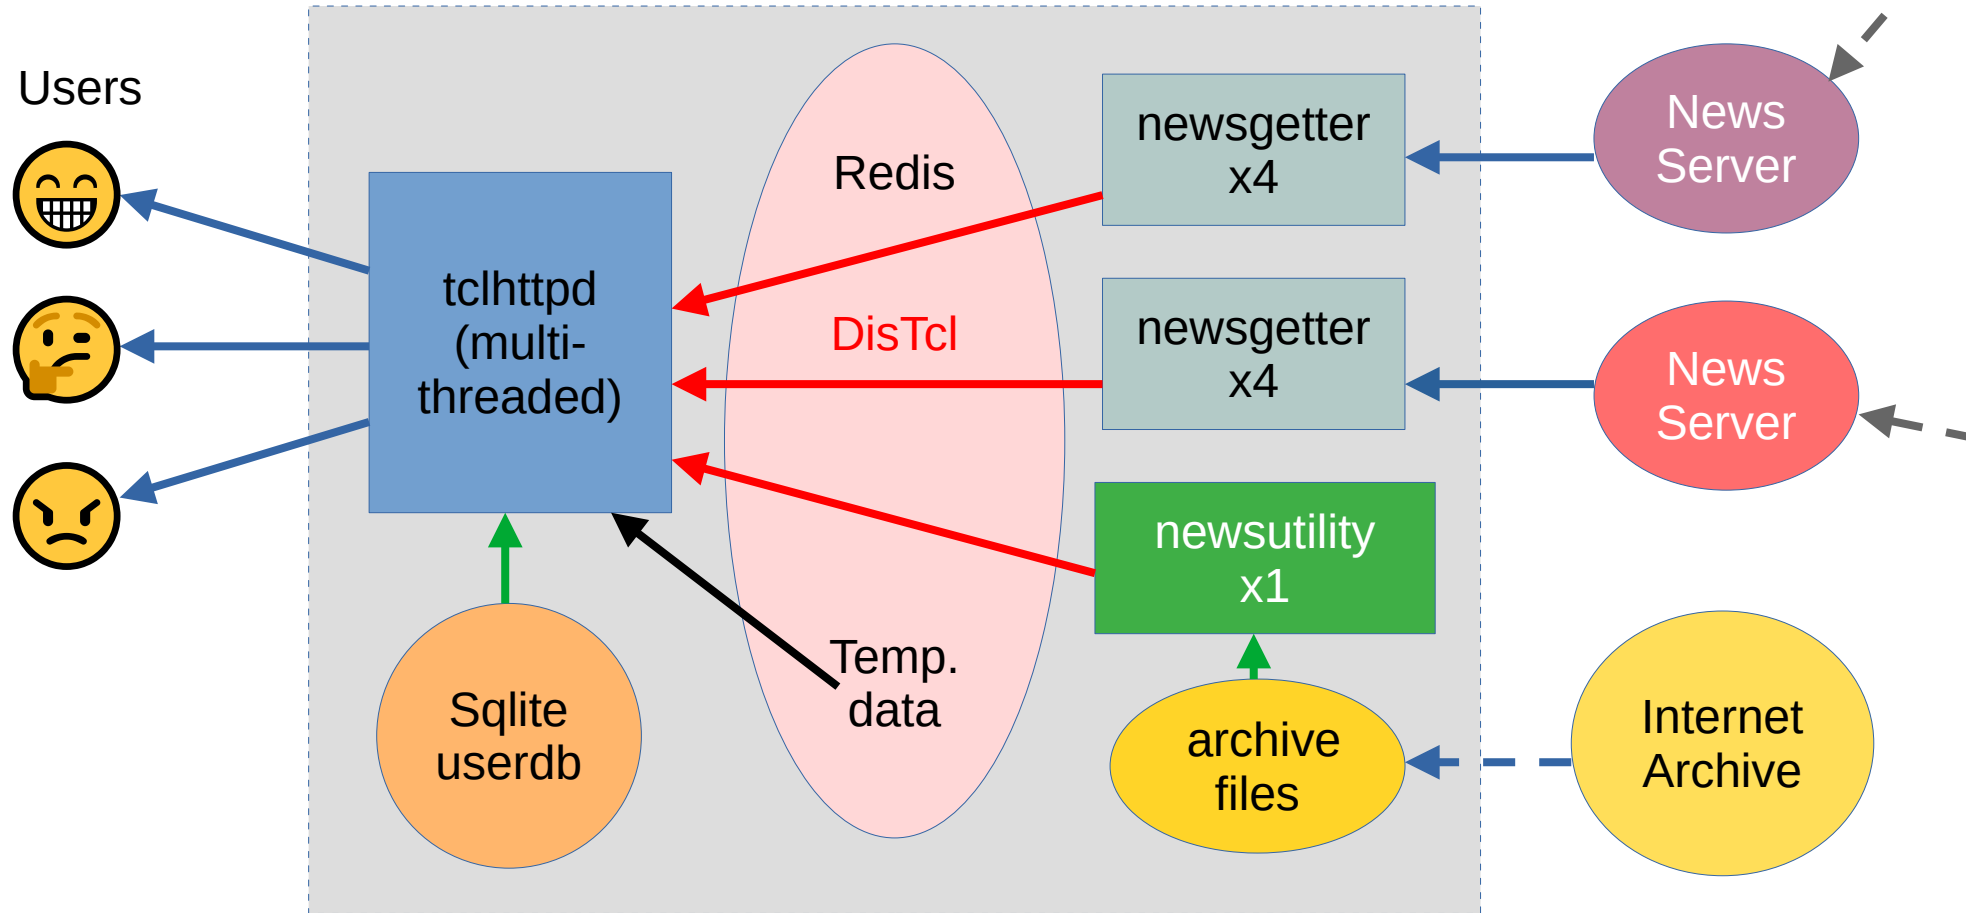 Users
tclhttpd
(multi-
threaded)
Sqlite
userdb
Redis
DisTcl
Temp.
data
newsgetter
x4
newsgetter
x4
newsutility
x1
archive
files
News
Server
News
Server
Internet
Archive